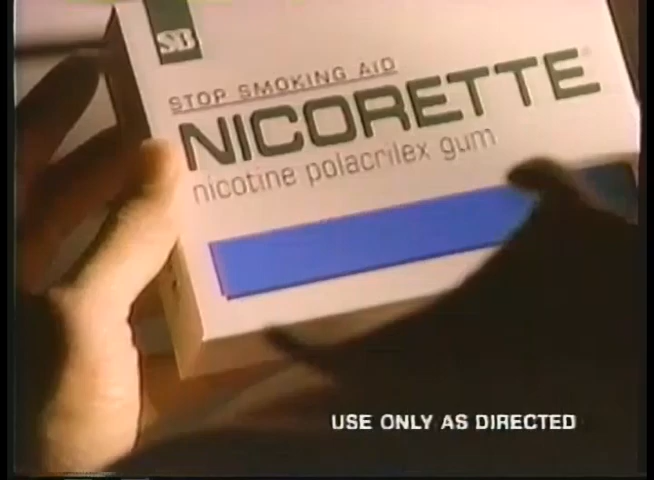 SB
STOP SMOKING AID
NICORETTE
nicotine polacrilex gum
USE ONLY AS DIRECTED